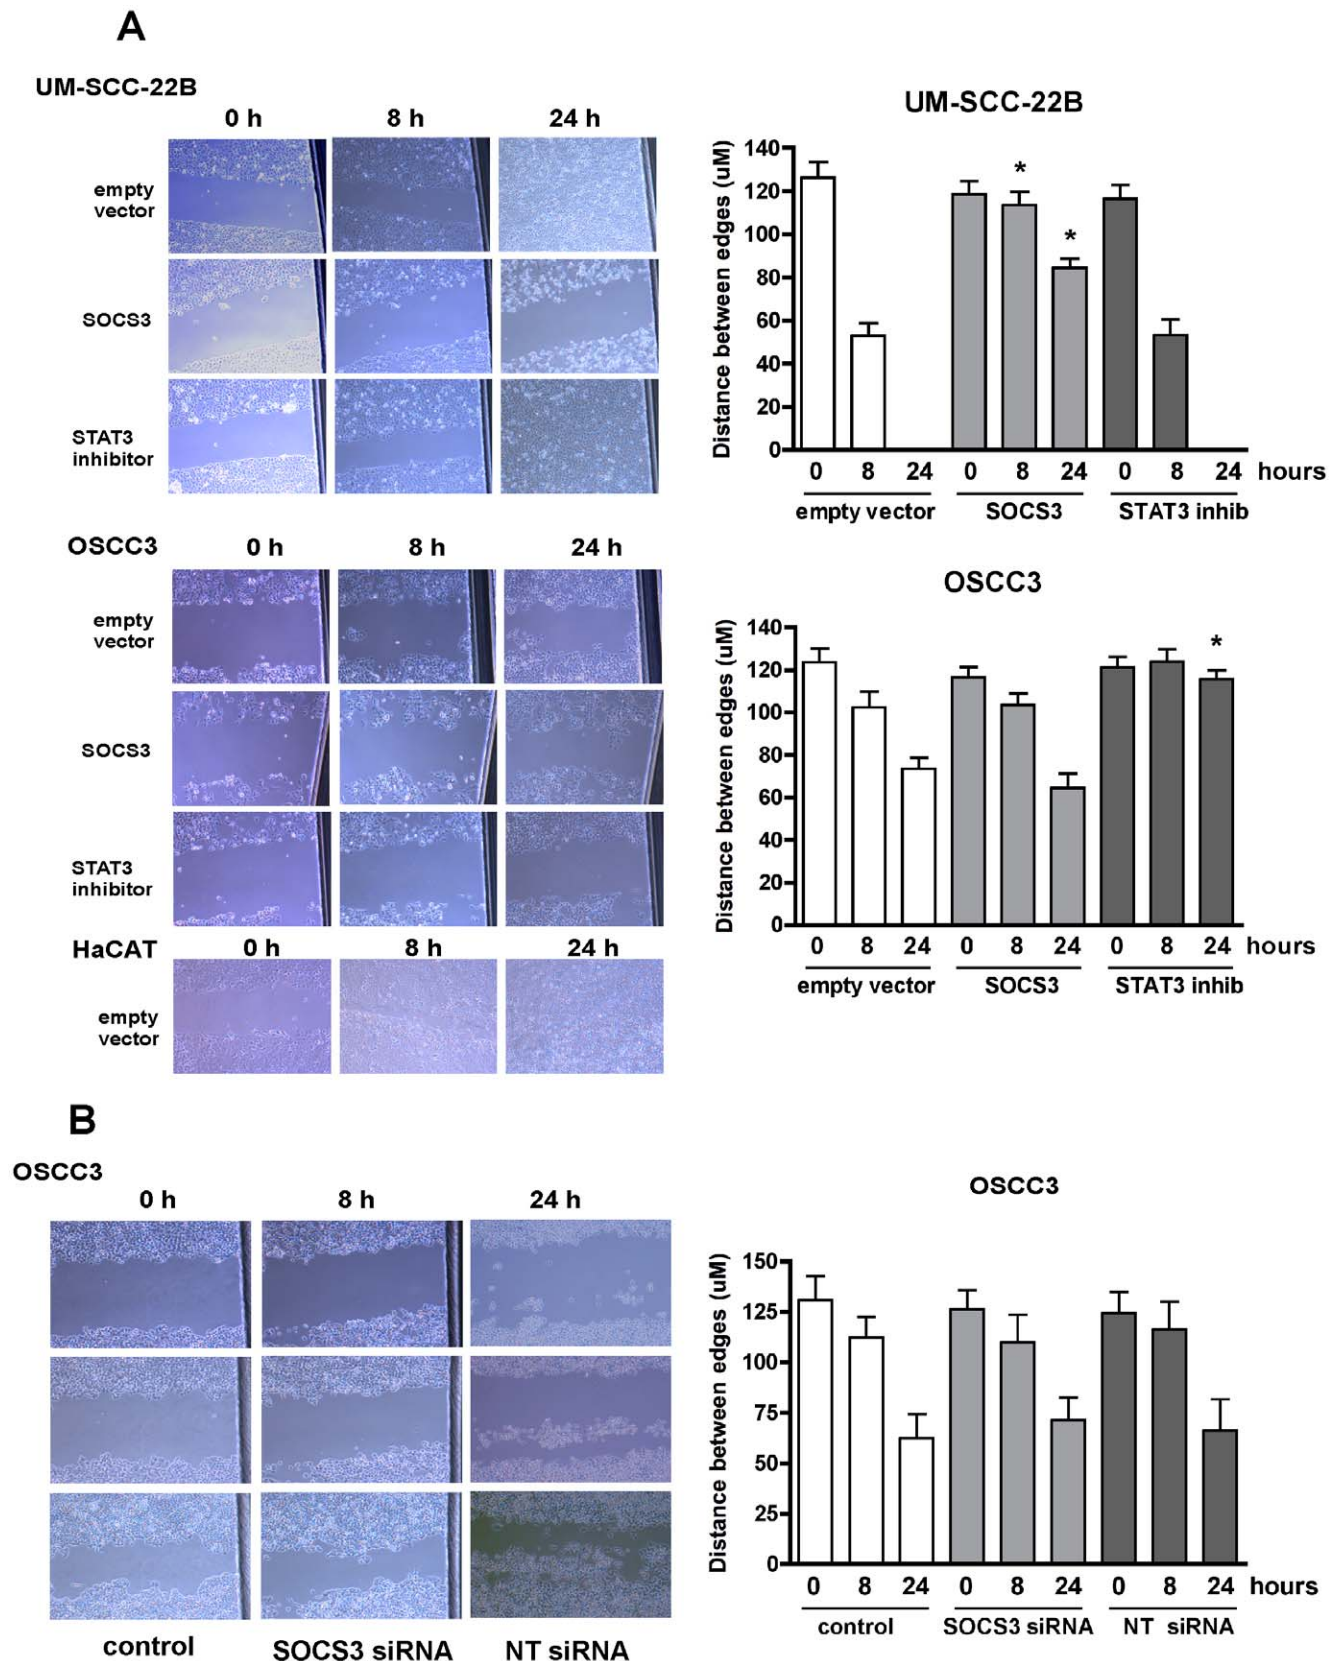 A
UM-SCC-22B
0 h 8 h 24 h
empty
vector
SOCS3
STAT3
inhibitor
UM-SCC-22B
Distance between edges (uM)
140
120
100
80
60
40
20
0
*
*
0 8 24 0 8 24 0 8 24 hours
empty vector SOCS3 STAT3 inhib
OSCC3 0 h 8 h 24 h
empty
vector
SOCS3
STAT3
inhibitor
OSCC3
Distance between edges (uM)
140
120
100
80
60
40
20
0
*
0 8 24 0 8 24 0 8 24 hours
empty vector SOCS3 STAT3 inhib
HaCAT 0 h 8 h 24 h
empty
vector
B
OSCC3
0 h 8 h 24 h
control SOCS3 siRNA NT siRNA
OSCC3
Distance between edges (uM)
150
125
100
75
50
25
0
0 8 24 0 8 24 0 8 24 hours
control SOCS3 siRNA NT siRNA